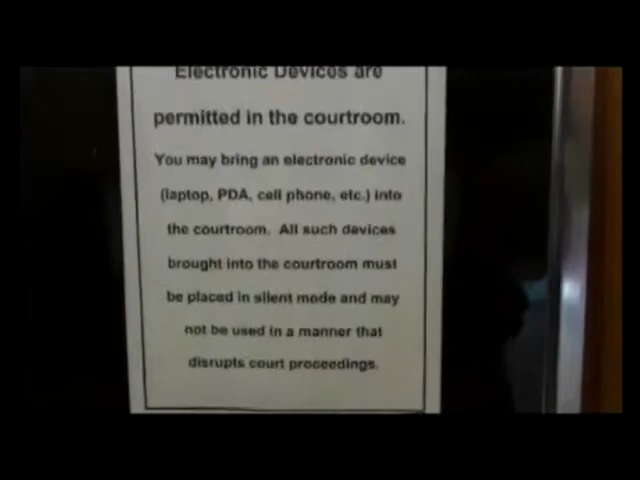 Electronic Devices are
permitted in the courtroom.
You may bring an electronic device
(laptop, PDA, cell phone, etc.) into
the courtroom. All such devices
brought into the courtroom must
be placed in silent mode and may
not be used in a manner that
disrupts court proceedings.